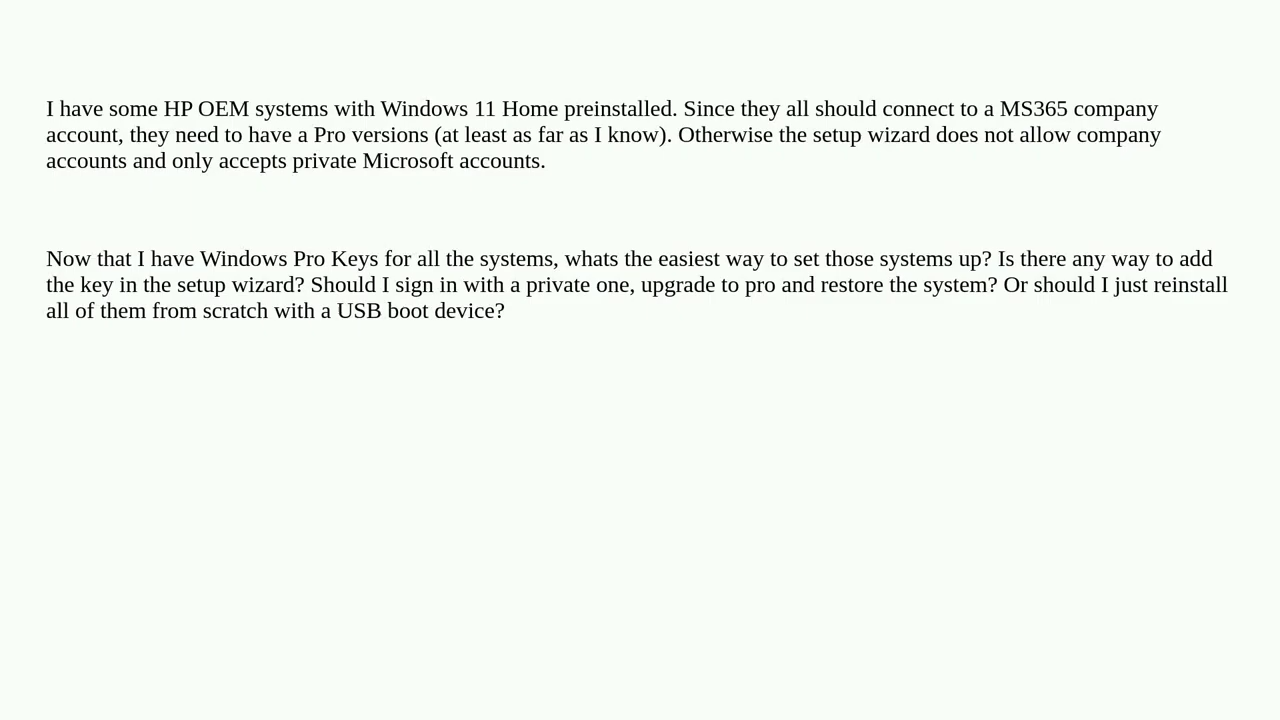 I have some HP OEM systems with Windows 11 Home preinstalled. Since they all should connect to a MS365 company
account, they need to have a Pro versions (at least as far as I know). Otherwise the setup wizard does not allow company
accounts and only accepts private Microsoft accounts.
Now that I have Windows Pro Keys for all the systems, whats the easiest way to set those systems up? Is there any way to add
the key in the setup wizard? Should I sign in with a private one, upgrade to pro and restore the system? Or should I just reinstall
all of them from scratch with a USB boot device?